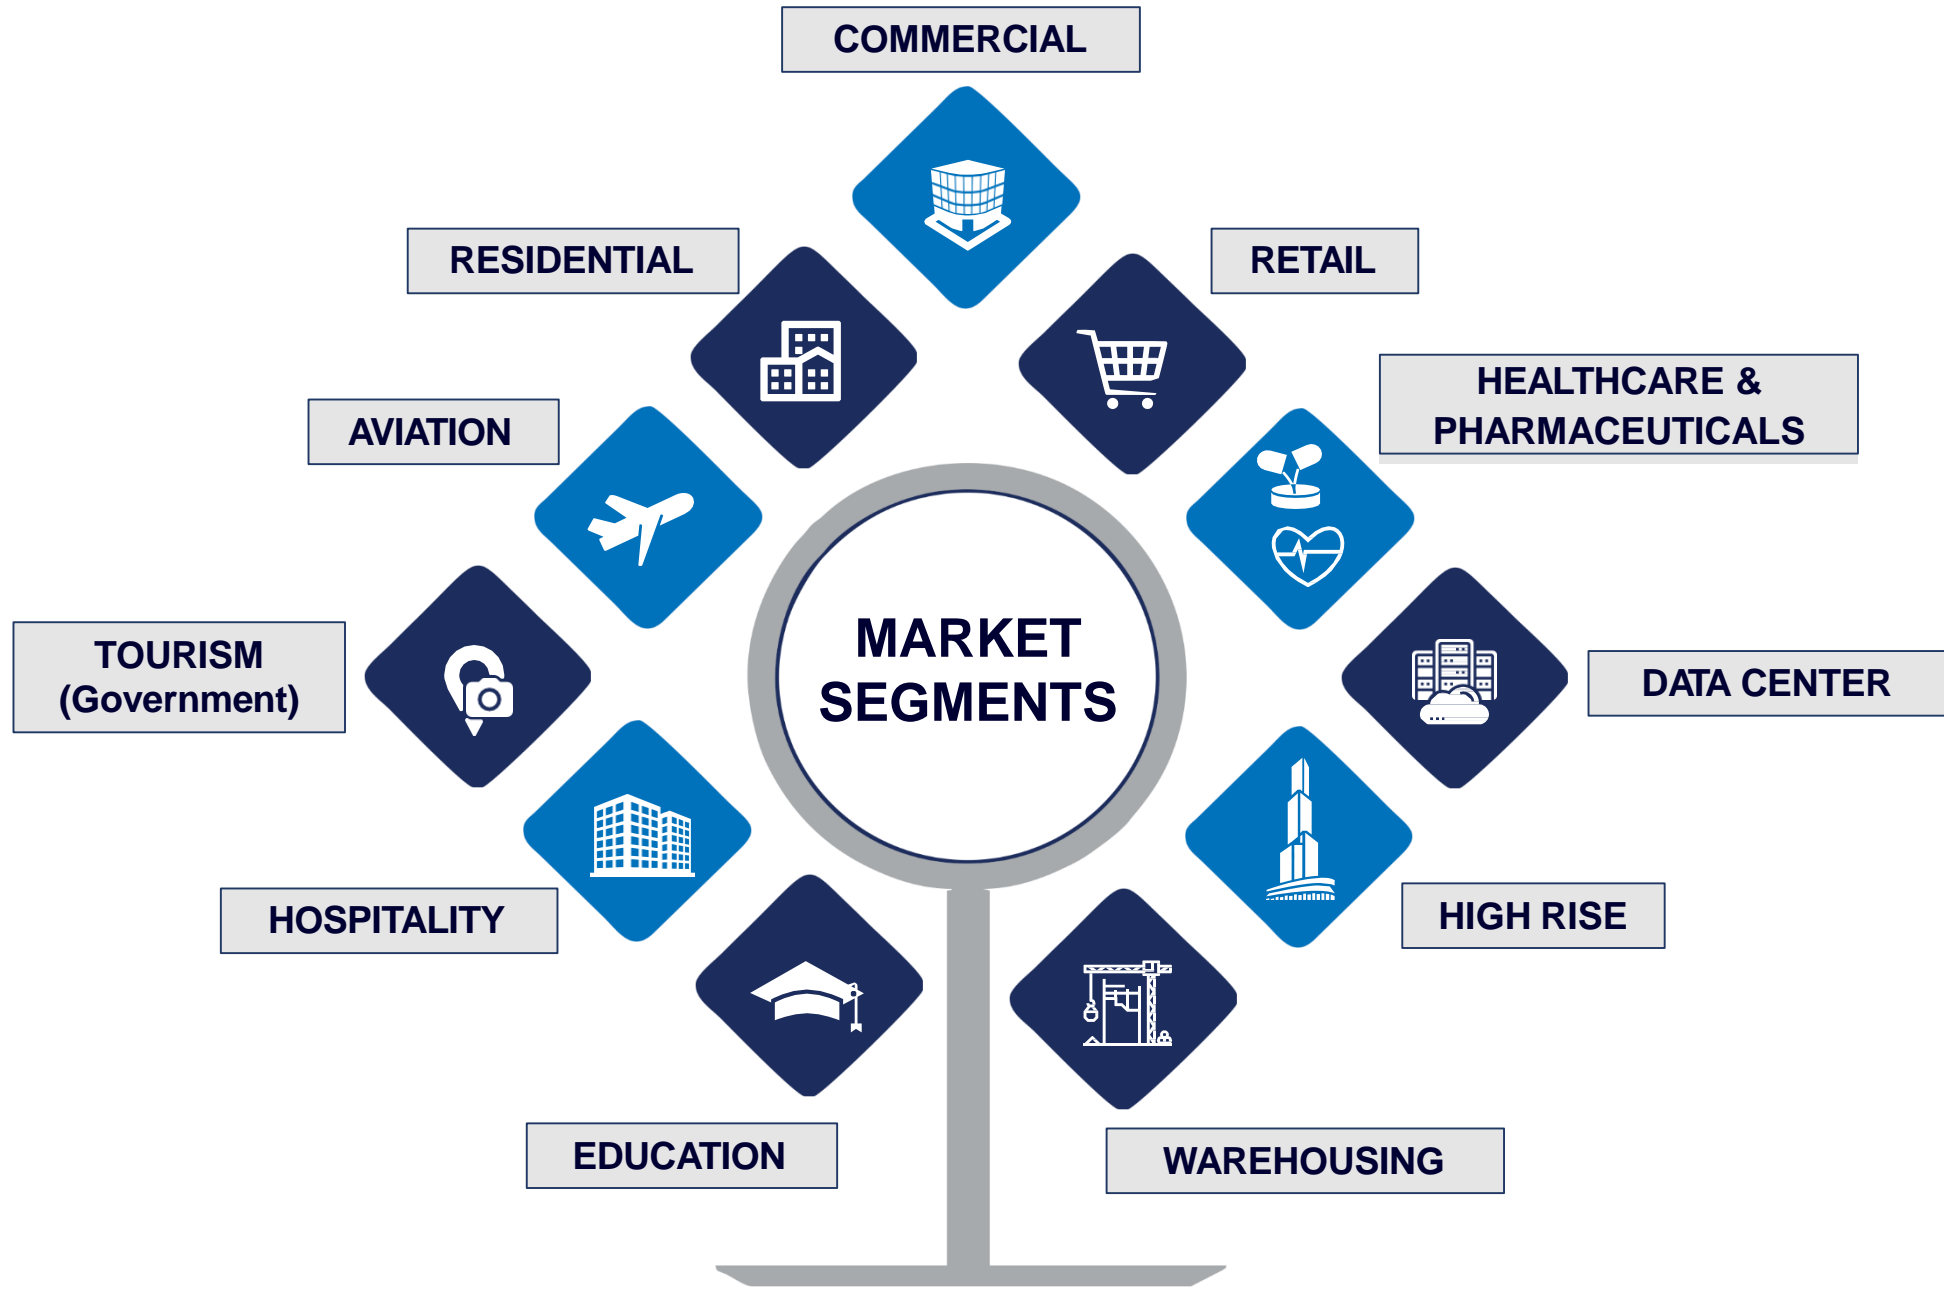 COMMERCIAL
RESIDENTIAL
RETAIL
HEALTHCARE &
PHARMACEUTICALS
AVIATION
MARKET
SEGMENTS
TOURISM
(Government)
DATA CENTER
HOSPITALITY
HIGH RISE
EDUCATION
WAREHOUSING